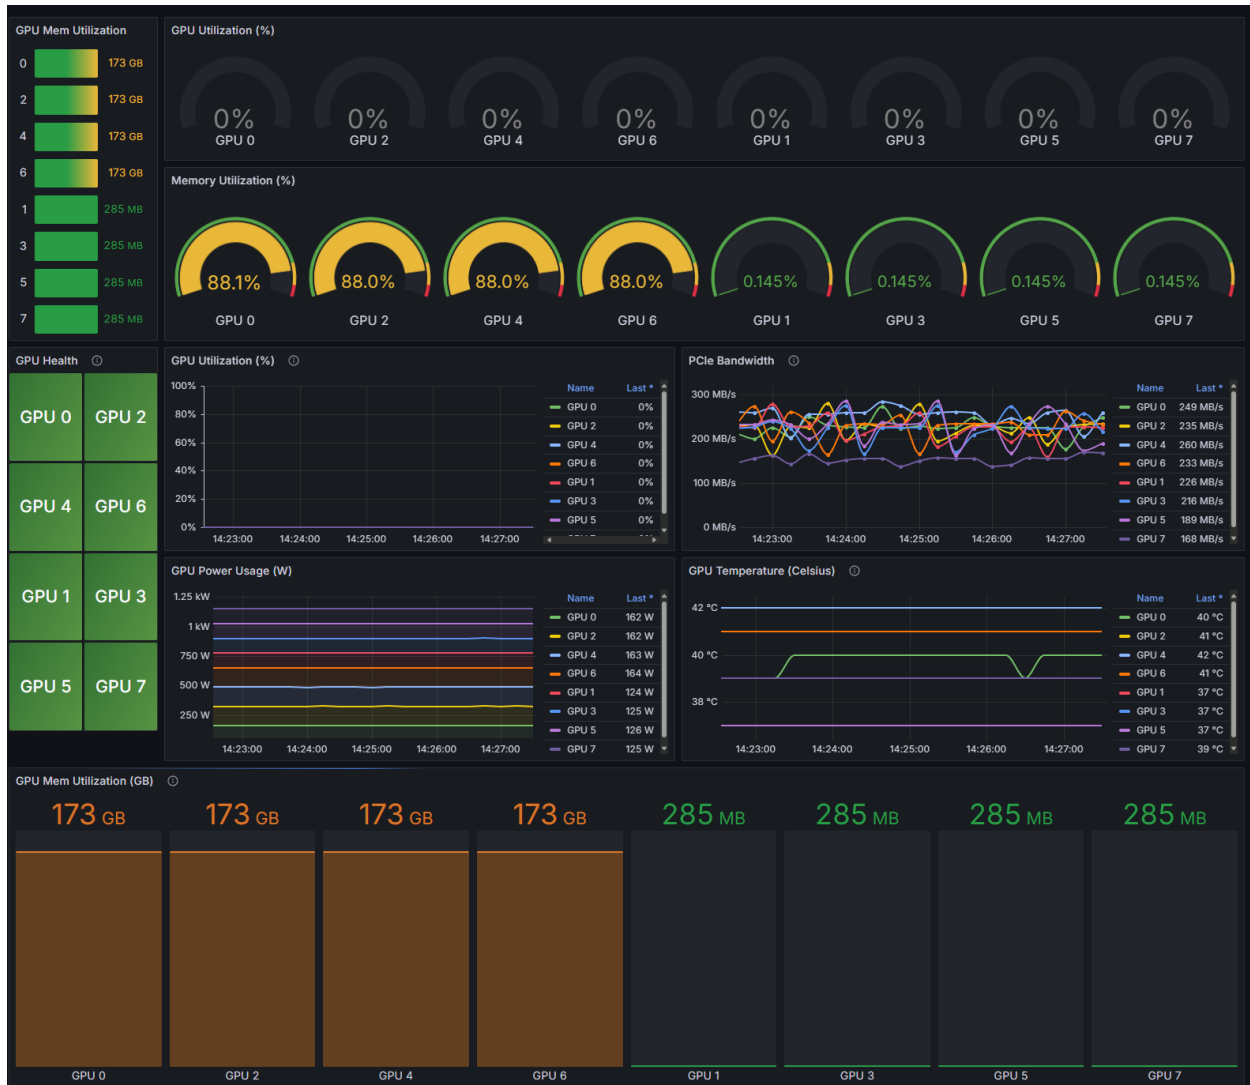 GPU Mem Utilization
0 173 GB
2 173 GB
4 173 GB
6 173 GB
1 285 MB
3 285 MB
5 285 MB
7 285 MB
GPU Utilization (%)
0% 0% 0% 0% 0% 0% 0% 0%
GPU 0 GPU 2 GPU 4 GPU 6 GPU 1 GPU 3 GPU 5 GPU 7
Memory Utilization (%)
88.1% 88.0% 88.0% 88.0% 0.145% 0.145% 0.145% 0.145%
GPU 0 GPU 2 GPU 4 GPU 6 GPU 1 GPU 3 GPU 5 GPU 7
GPU Health
GPU 0 GPU 2
GPU 4 GPU 6
GPU 1 GPU 3
GPU 5 GPU 7
GPU Utilization (%)
100%
80%
60%
40%
20%
0%
14:23:00 14:24:00 14:25:00 14:26:00 14:27:00
Name Last *
GPU 0 0%
GPU 2 0%
GPU 4 0%
GPU 6 0%
GPU 1 0%
GPU 3 0%
GPU 5 0%
PCIe Bandwidth
300 MB/s
200 MB/s
100 MB/s
0 MB/s
14:23:00 14:24:00 14:25:00 14:26:00 14:27:00
Name Last *
GPU 0 249 MB/s
GPU 2 235 MB/s
GPU 4 260 MB/s
GPU 6 233 MB/s
GPU 1 226 MB/s
GPU 3 216 MB/s
GPU 5 189 MB/s
GPU 7 168 MB/s
GPU Power Usage (W)
1.25 kW
1 kW
750 W
500 W
250 W
14:23:00 14:24:00 14:25:00 14:26:00 14:27:00
Name Last *
GPU 0 162 W
GPU 2 162 W
GPU 4 163 W
GPU 6 164 W
GPU 1 124 W
GPU 3 125 W
GPU 5 126 W
GPU 7 125 W
GPU Temperature (Celsius)
42 °C
40 °C
38 °C
14:23:00 14:24:00 14:25:00 14:26:00 14:27:00
Name Last *
GPU 0 40 °C
GPU 2 41 °C
GPU 4 42 °C
GPU 6 41 °C
GPU 1 37 °C
GPU 3 37 °C
GPU 5 37 °C
GPU 7 39 °C
GPU Mem Utilization (GB)
173 GB 173 GB 173 GB 173 GB 285 MB 285 MB 285 MB 285 MB
GPU 0 GPU 2 GPU 4 GPU 6 GPU 1 GPU 3 GPU 5 GPU 7